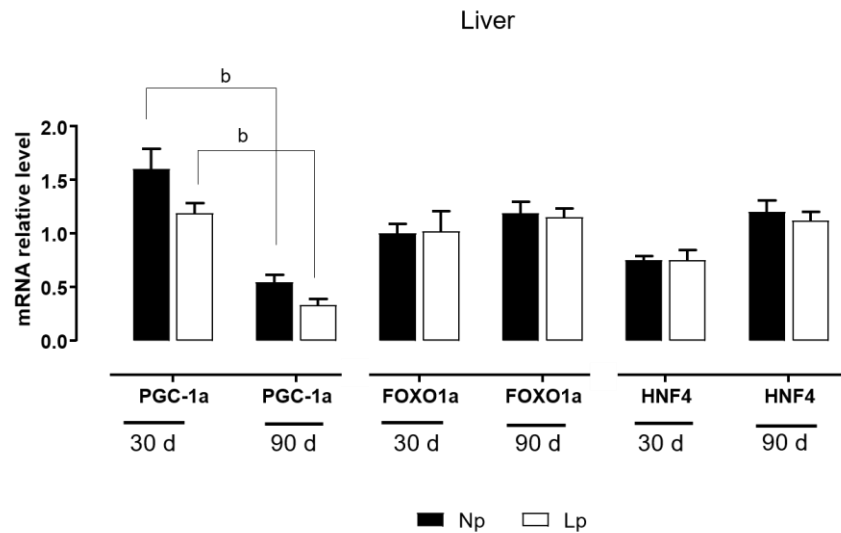 Liver
b
b
mRNA relative level
2.0
1.5
1.0
0.5
0.0
PGC-1a PGC-1a FOXO1a FOXO1a HNF4 HNF4
30 d 90 d 30 d 90 d 30 d 90 d
Np Lp